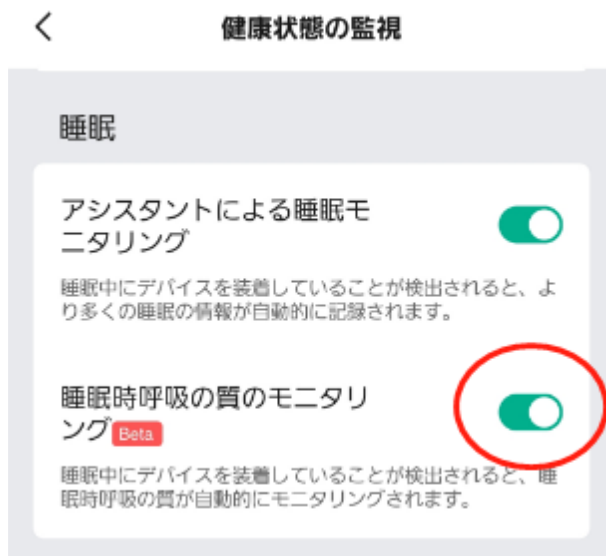 健康状態の監視
睡眠
アシスタントによる睡眠モ
ニタリング
睡眠中にデバイスを装着していることが検出されると、よ
り多くの睡眠の情報が自動的に記録されます。
睡眠時呼吸の質のモニタリ
ング Beta
睡眠中にデバイスを装着していることが検出されると、睡
眠時呼吸の質が自動的にモニタリングされます。